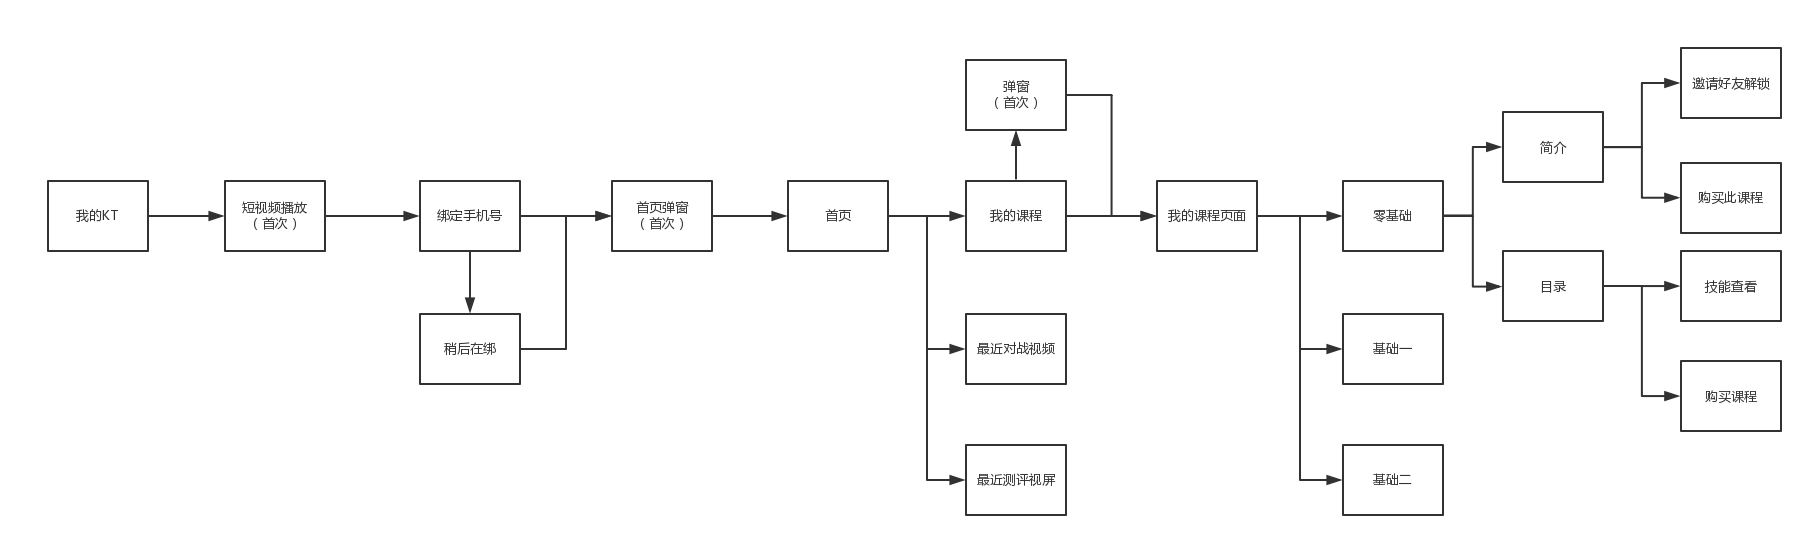 我的KT
短视频播放
（首次）
绑定手机号
稍后在绑
首页弹窗
（首次）
首页
弹窗
（首次）
我的课程
最近对战视频
最近测评视屏
我的课程页面
零基础
基础一
基础二
简介
目录
邀请好友解锁
购买此课程
技能查看
购买课程